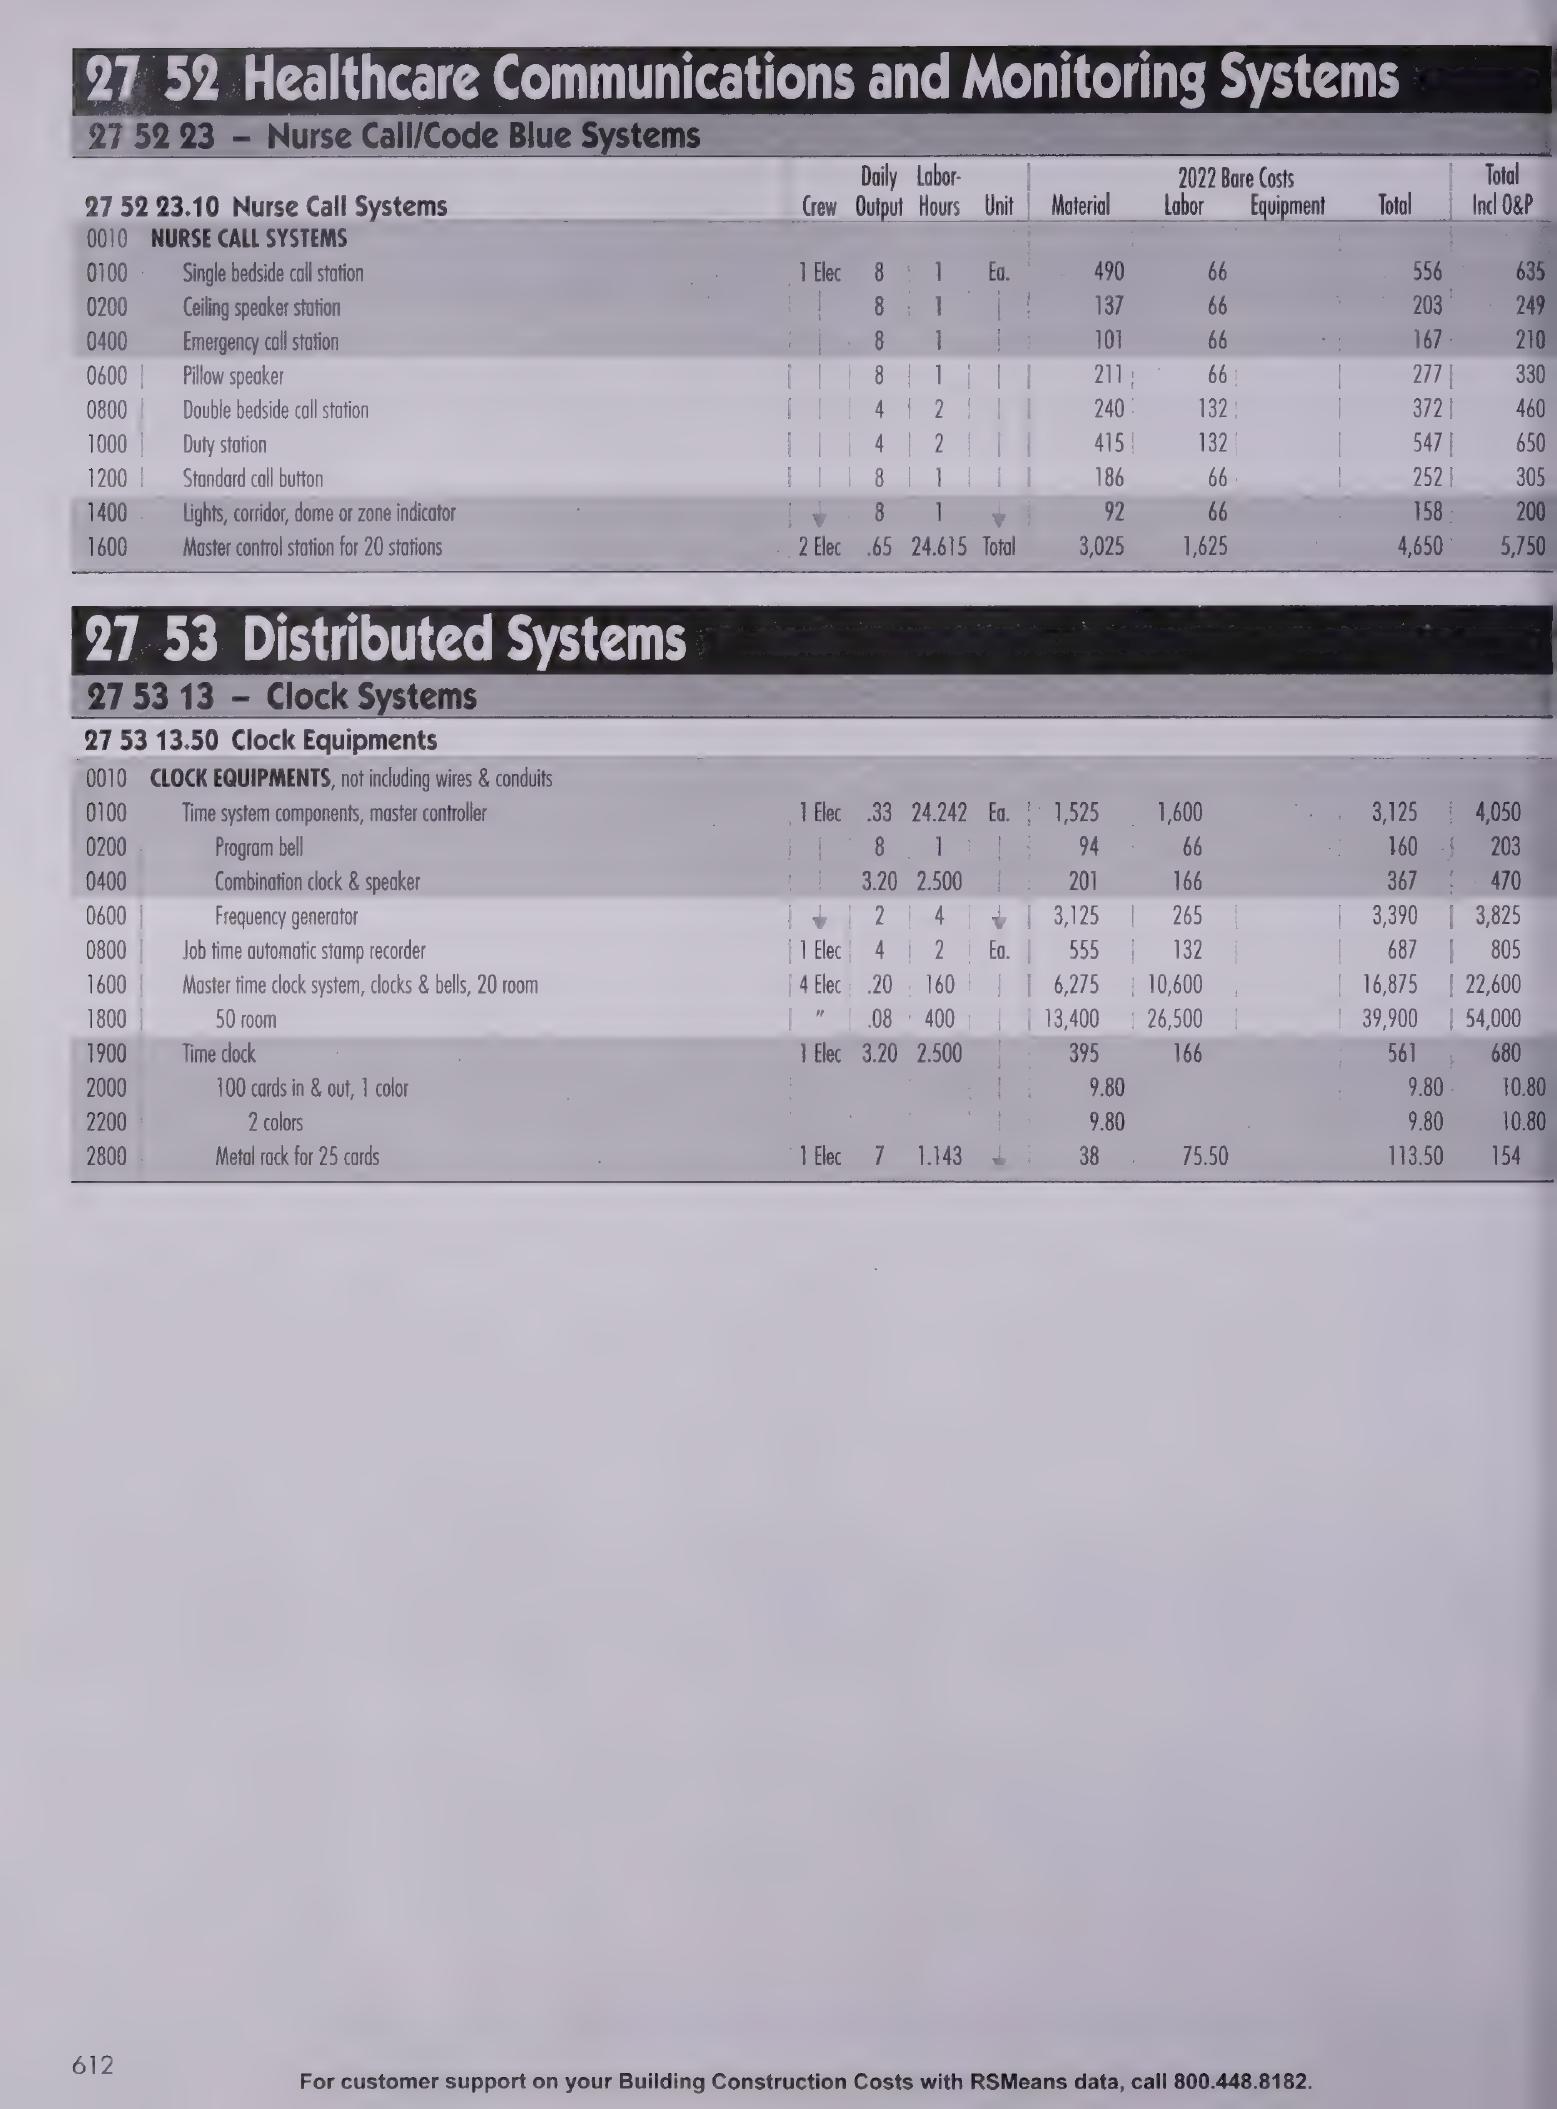 27 52 Healthcare Communications and Monitoring Systems
27 52 23 – Nurse Call/Code Blue Systems
Daily Labor- 2022 Bare Costs Total
27 52 23.10 Nurse Call Systems Crew Output Hours Unit Material Labor Equipment Total Incl O&P
0010 NURSE CALL SYSTEMS
0100 Single bedside call station 1 Elec 8 1 Ea. 490 66 556 635
0200 Ceiling speaker station 8 1 137 66 203 249
0400 Emergency call station 8 1 101 66 167 210
0600 Pillow speaker 8 1 211 66 277 330
0800 Double bedside call station 4 2 240 132 372 460
1000 Duty station 4 2 415 132 547 650
1200 Standard call button 8 1 186 66 252 305
1400 Lights, corridor, dome or zone indicator 8 1 92 66 158 200
1600 Master control station for 20 stations 2 Elec .65 24.615 Total 3,025 1,625 4,650 5,750
27 53 Distributed Systems
27 53 13 – Clock Systems
27 53 13.50 Clock Equipments
0010 CLOCK EQUIPMENTS, not including wires & conduits
0100 Time system components, master controller 1 Elec .33 24.242 Ea. 1,525 1,600 3,125 4,050
0200 Program bell 8 1 94 66 160 203
0400 Combination clock & speaker 3.20 2.500 201 166 367 470
0600 Frequency generator 2 4 3,125 265 3,390 3,825
0800 Job time automatic stamp recorder 1 Elec 4 2 Ea. 555 132 687 805
1600 Master time clock system, clocks & bells, 20 room 4 Elec .20 160 6,275 10,600 16,875 22,600
1800 50 room " .08 400 13,400 26,500 39,900 54,000
1900 Time clock 1 Elec 3.20 2.500 395 166 561 680
2000 100 cards in & out, 1 color 9.80 9.80 10.80
2200 2 colors 9.80 9.80 10.80
2800 Metal rack for 25 cards 1 Elec 7 1.143 38 75.50 113.50 154
612
For customer support on your Building Construction Costs with RSMeans data, call 800.448.8182.